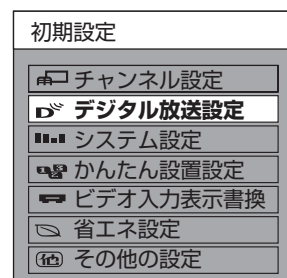 初期設定
チャンネル設定
デジタル放送設定
システム設定
かんたん設置設定
ビデオ入力表示書換
省エネ設定
その他の設定